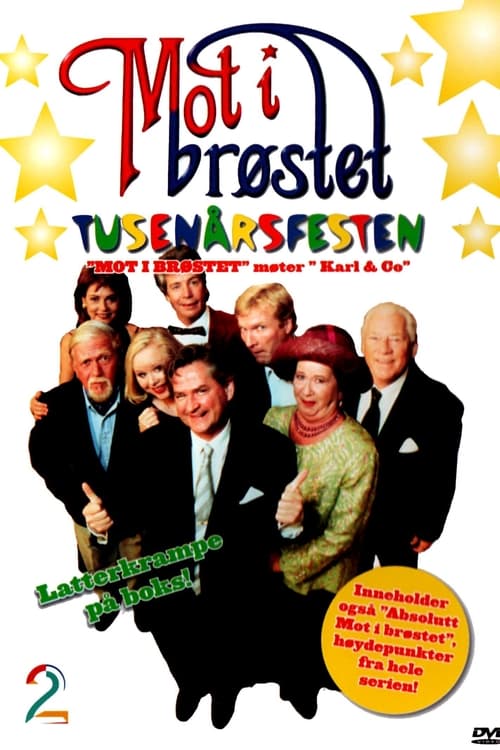 Mot i
brøstet
TUSENÅRSFESTEN
"MOT I BRØSTET" møter " Karl & Co"
Latterkrampe
på boks!
Inneholder
også "Absolutt
Mot i brøstet",
høydepunkter
fra hele
serien!
2
DVD
VIDEO